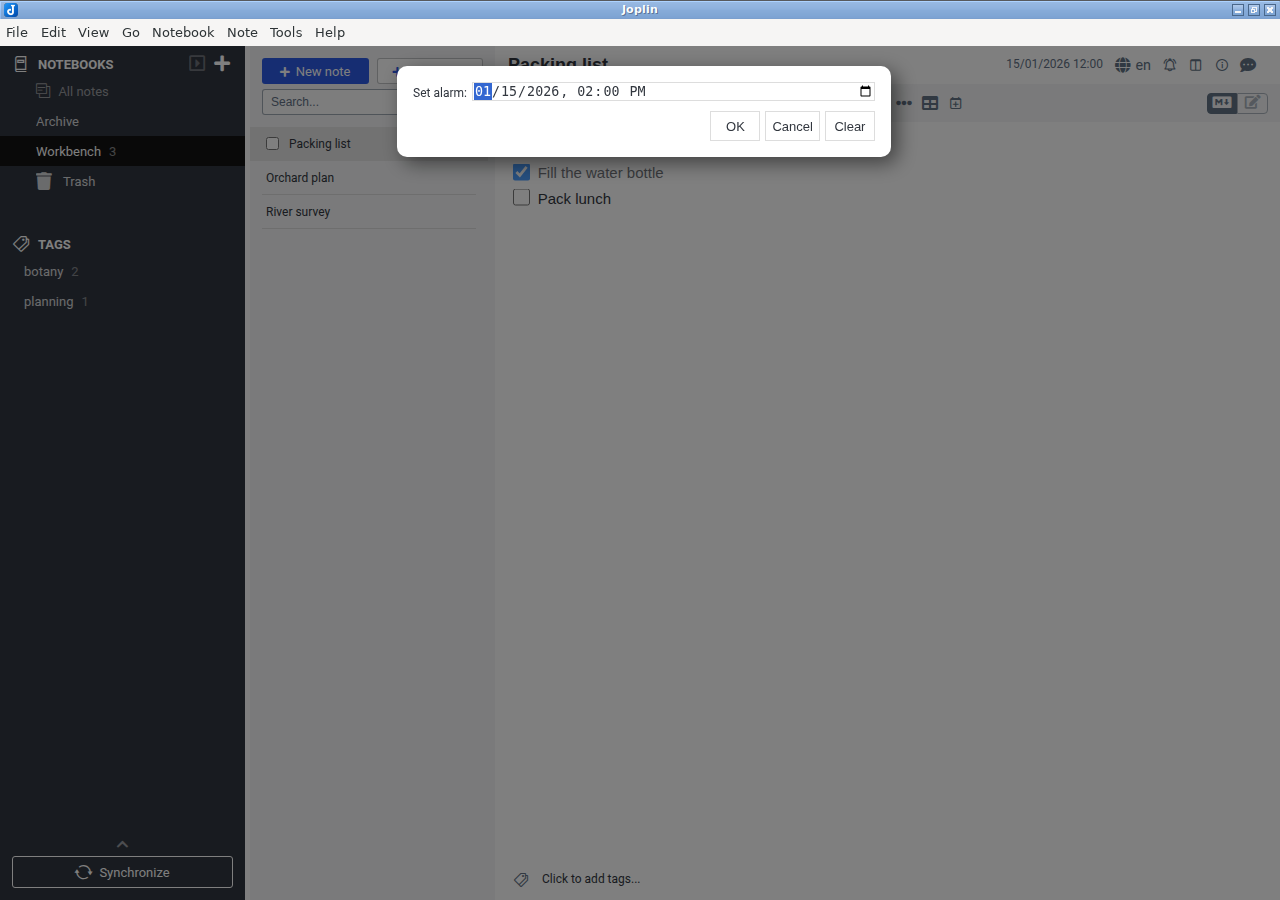 Joplin
File Edit View Go Notebook Note Tools Help
NOTEBOOKS
All notes
Archive
Workbench 3
Trash
TAGS
botany 2
planning 1
Synchronize
New note
Search...
Packing list
Orchard plan
River survey
Packing list
15/01/2026 12:00
en
Set alarm: 01/15/2026, 02:00 PM
OK Cancel Clear
Fill the water bottle
Pack lunch
Click to add tags...